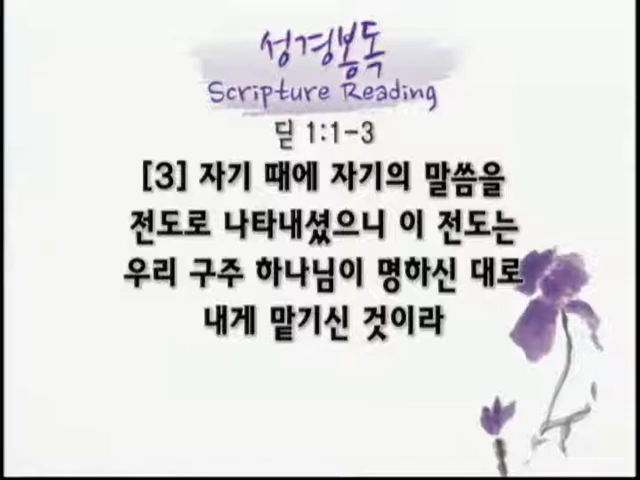 성경봉독
Scripture Reading
딛 1:1-3
[3] 자기 때에 자기의 말씀을
전도로 나타내셨으니 이 전도는
우리 구주 하나님이 명하신 대로
내게 맡기신 것이라